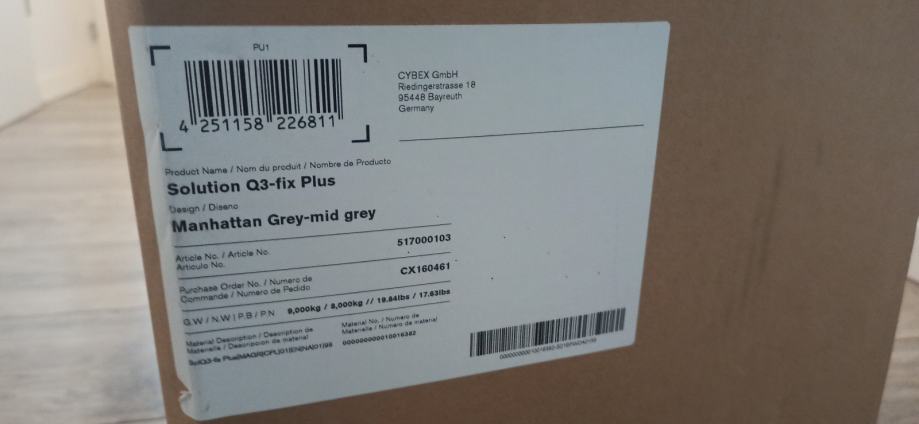 PU1
4 251158 226811
CYBEX GmbH
Riedingerstrasse 18
95448 Bayreuth
Germany
Product Name / Nom du produit / Nombre de Producto
Solution Q3-fix Plus
Design / Diseno
Manhattan Grey-mid grey
Article No. / Article No.
Articulo No.
517000103
Purchase Order No. / Numero de
Commande / Numero de Pedido
CX160461
G.W / N.W | P.B / P.N
9,000kg / 8,000kg // 19.84lbs / 17.63lbs
Material Description / Description de
Materielle / Descripcion de material
Material No. / Numero de
Materielle / Numero de material
000000000010016382